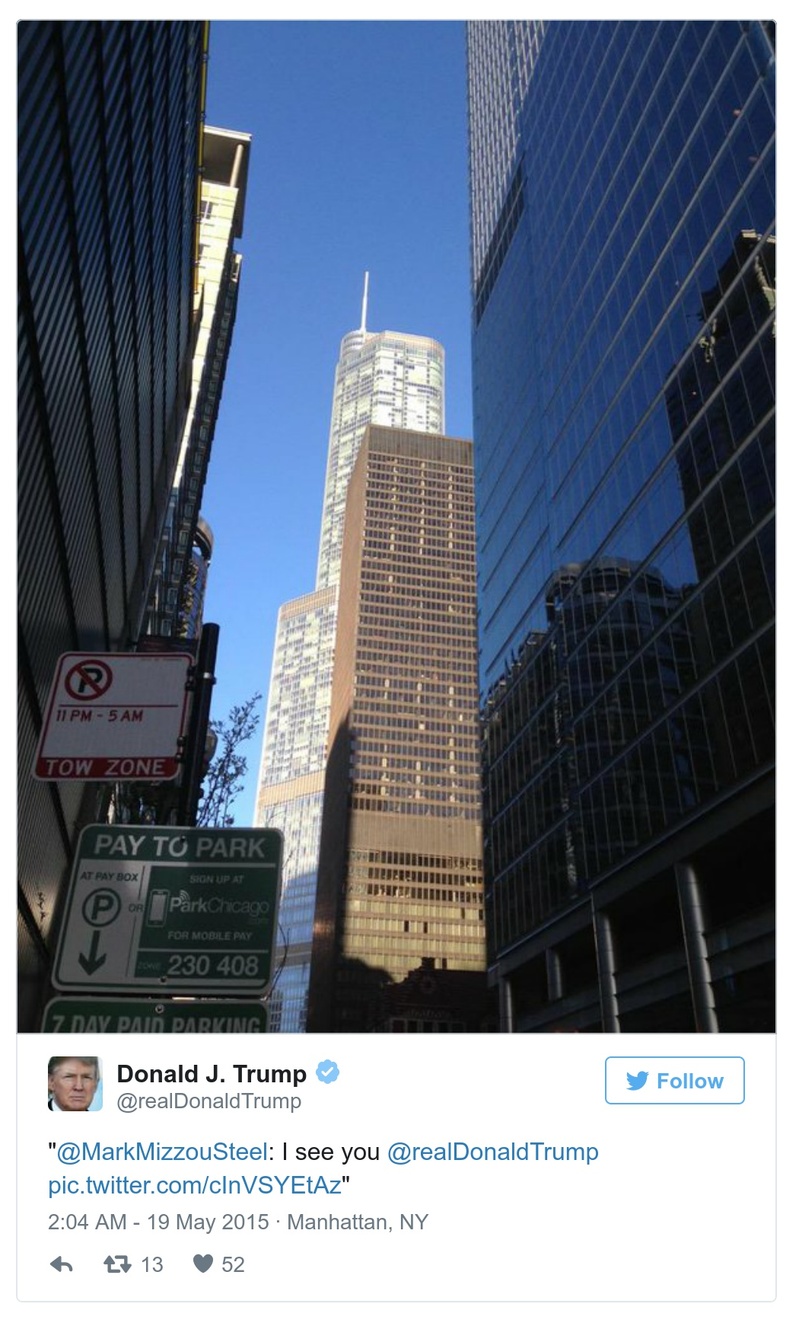 11 PM - 5 AM
TOW ZONE
PAY TO PARK
AT PAY BOX
SIGN UP AT
P
OR
ParkChicago
.com
FOR MOBILE PAY
ZONE 230 408
7 DAY PAID PARKING
Donald J. Trump
@realDonaldTrump
Follow
"@MarkMizzouSteel: I see you @realDonaldTrump
pic.twitter.com/cInVSYEtAz"
2:04 AM - 19 May 2015 · Manhattan, NY
13 52